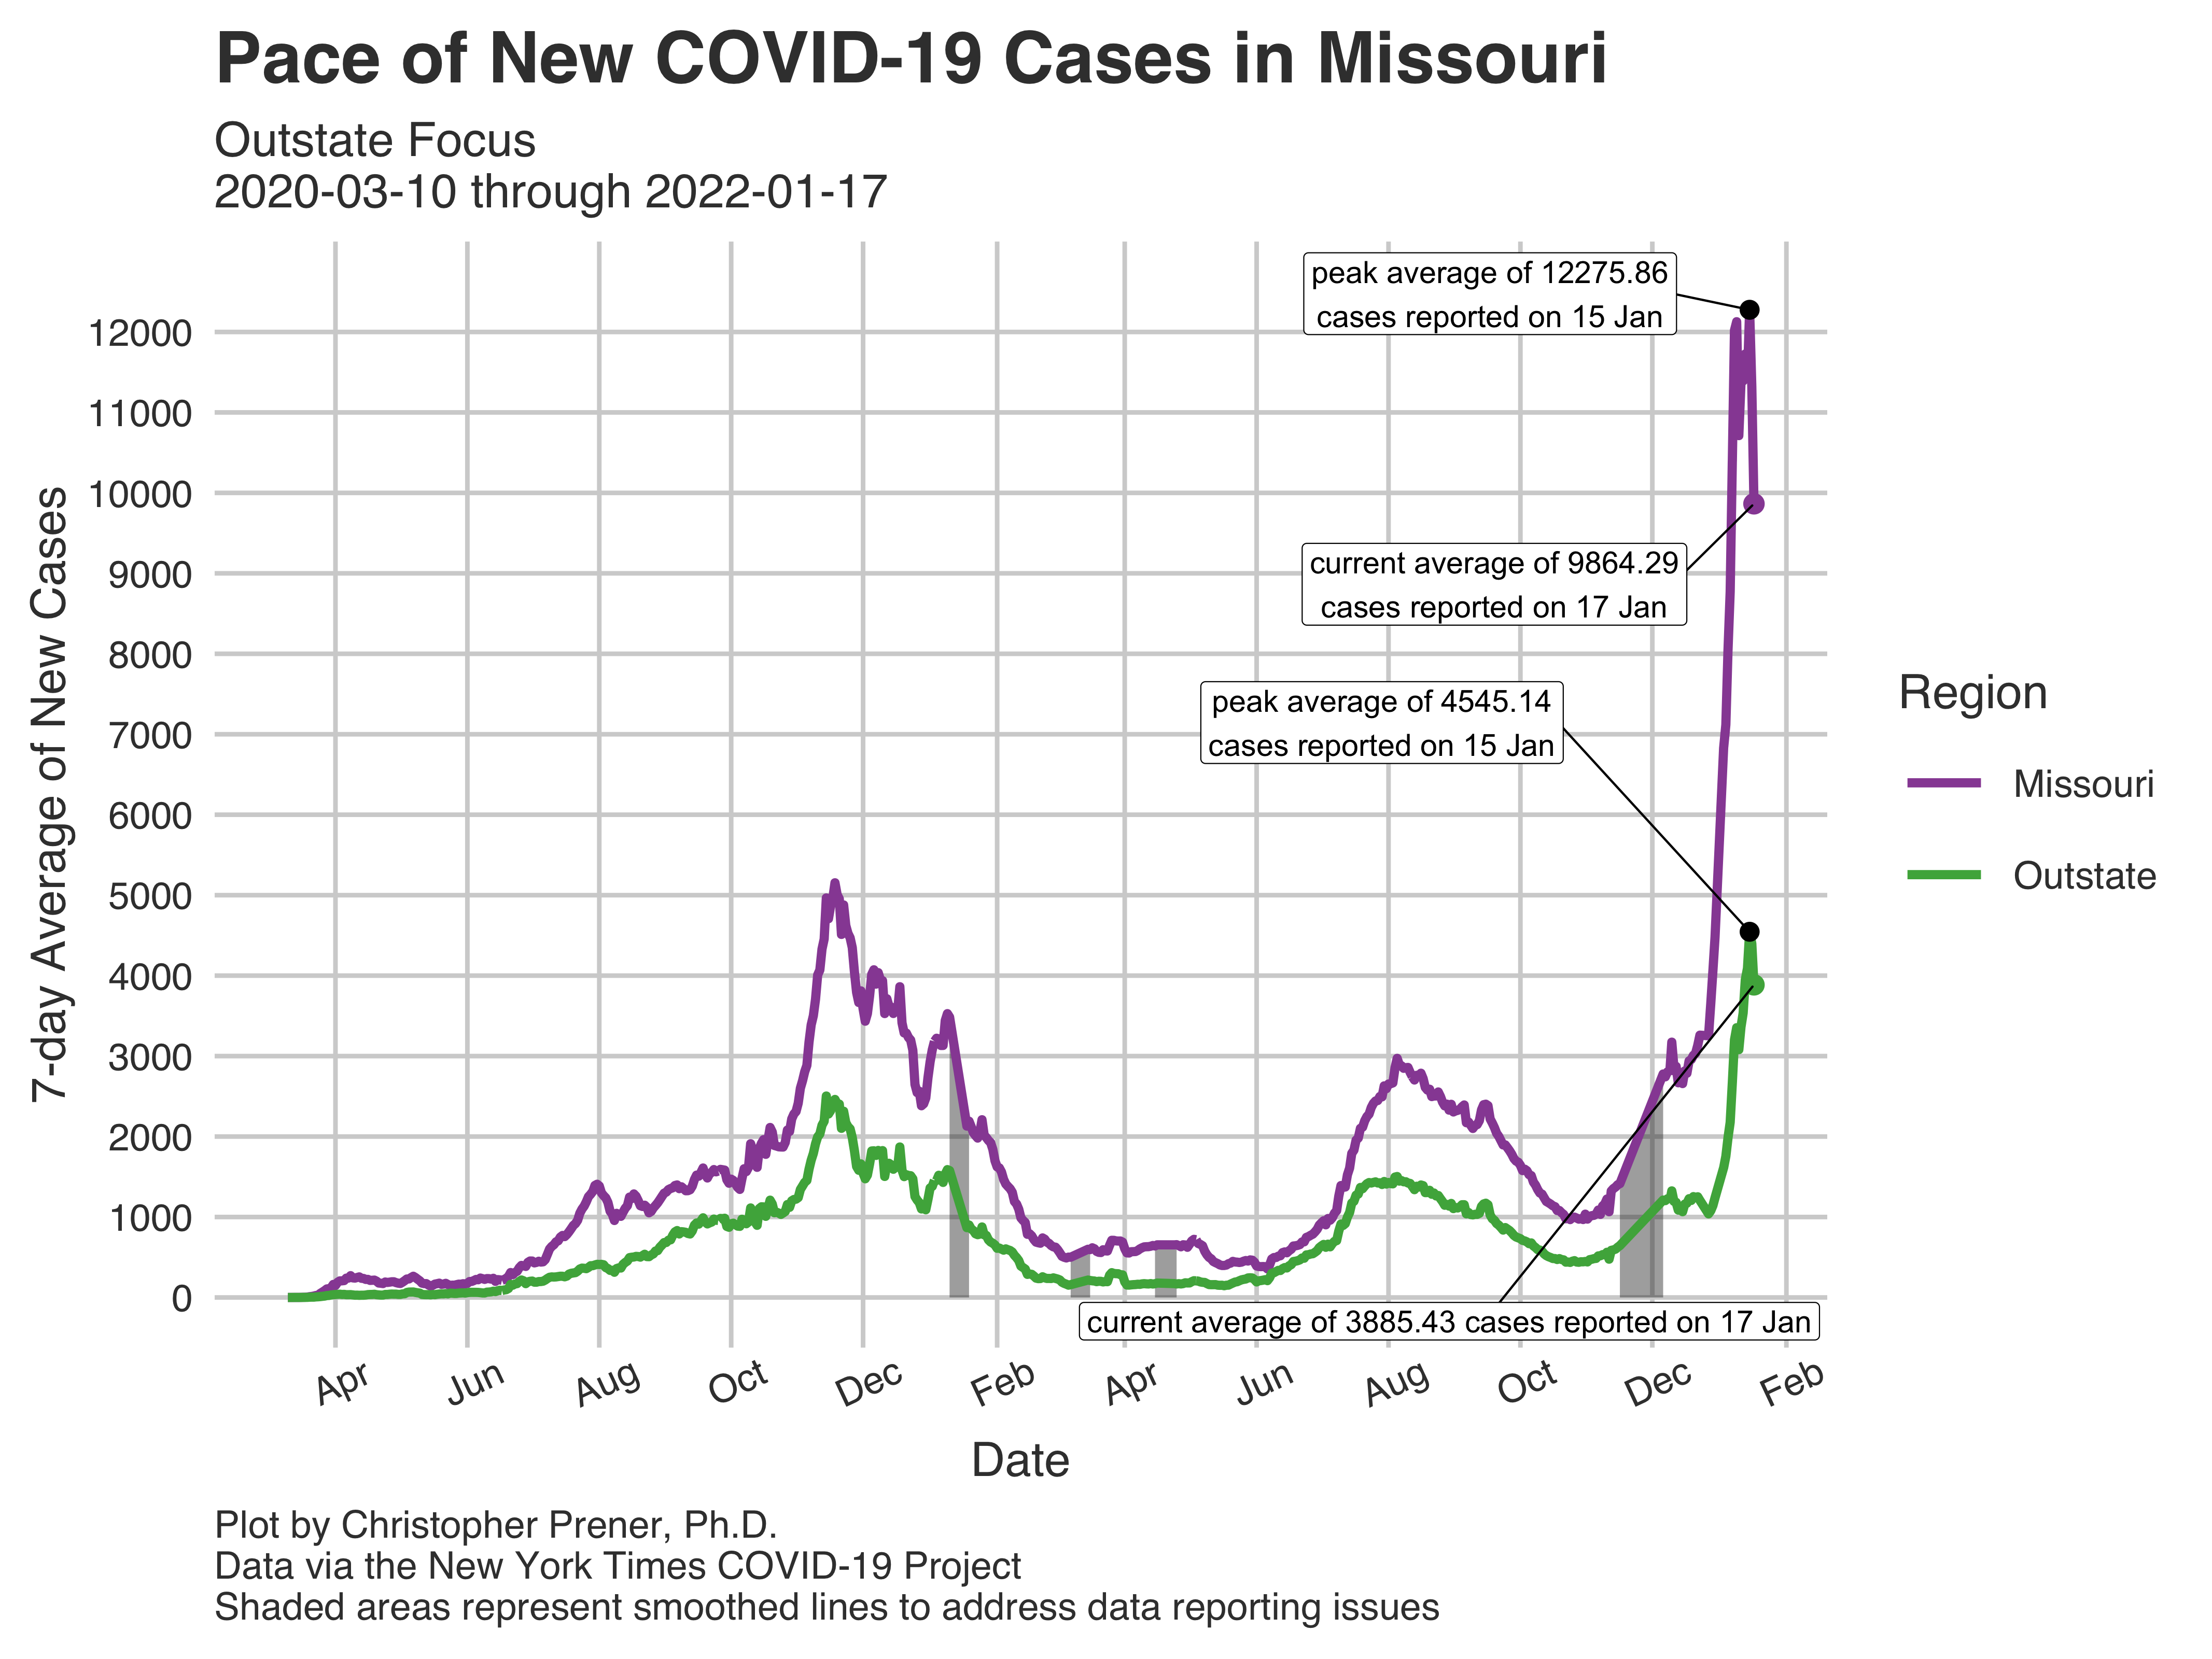 Pace of New COVID-19 Cases in Missouri
Outstate Focus
2020-03-10 through 2022-01-17
7-day Average of New Cases
12000
11000
10000
9000
8000
7000
6000
5000
4000
3000
2000
1000
0
peak average of 12275.86
cases reported on 15 Jan
current average of 9864.29
cases reported on 17 Jan
peak average of 4545.14
cases reported on 15 Jan
current average of 3885.43 cases reported on 17 Jan
Apr
Jun
Aug
Oct
Dec
Feb
Apr
Jun
Aug
Oct
Dec
Feb
Date
Region
Missouri
Outstate
Plot by Christopher Prener, Ph.D.
Data via the New York Times COVID-19 Project
Shaded areas represent smoothed lines to address data reporting issues